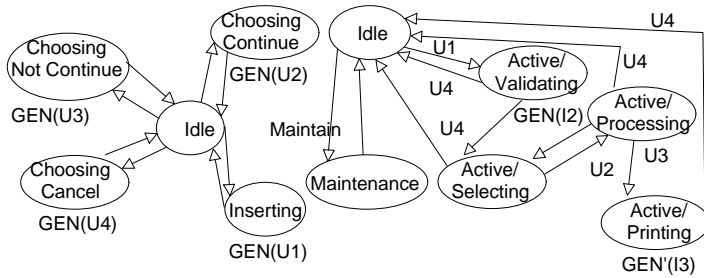 Choosing
Not Continue
GEN(U3)
Choosing
Continue
GEN(U2)
Idle
Choosing
Cancel
GEN(U4)
Inserting
GEN(U1)
Idle
U1
U4
U4
U4
Active/
Validating
GEN(I2)
Maintain
U4
Active/
Processing
Maintenance
Active/
Selecting
U2
U3
Active/
Printing
GEN'(I3)